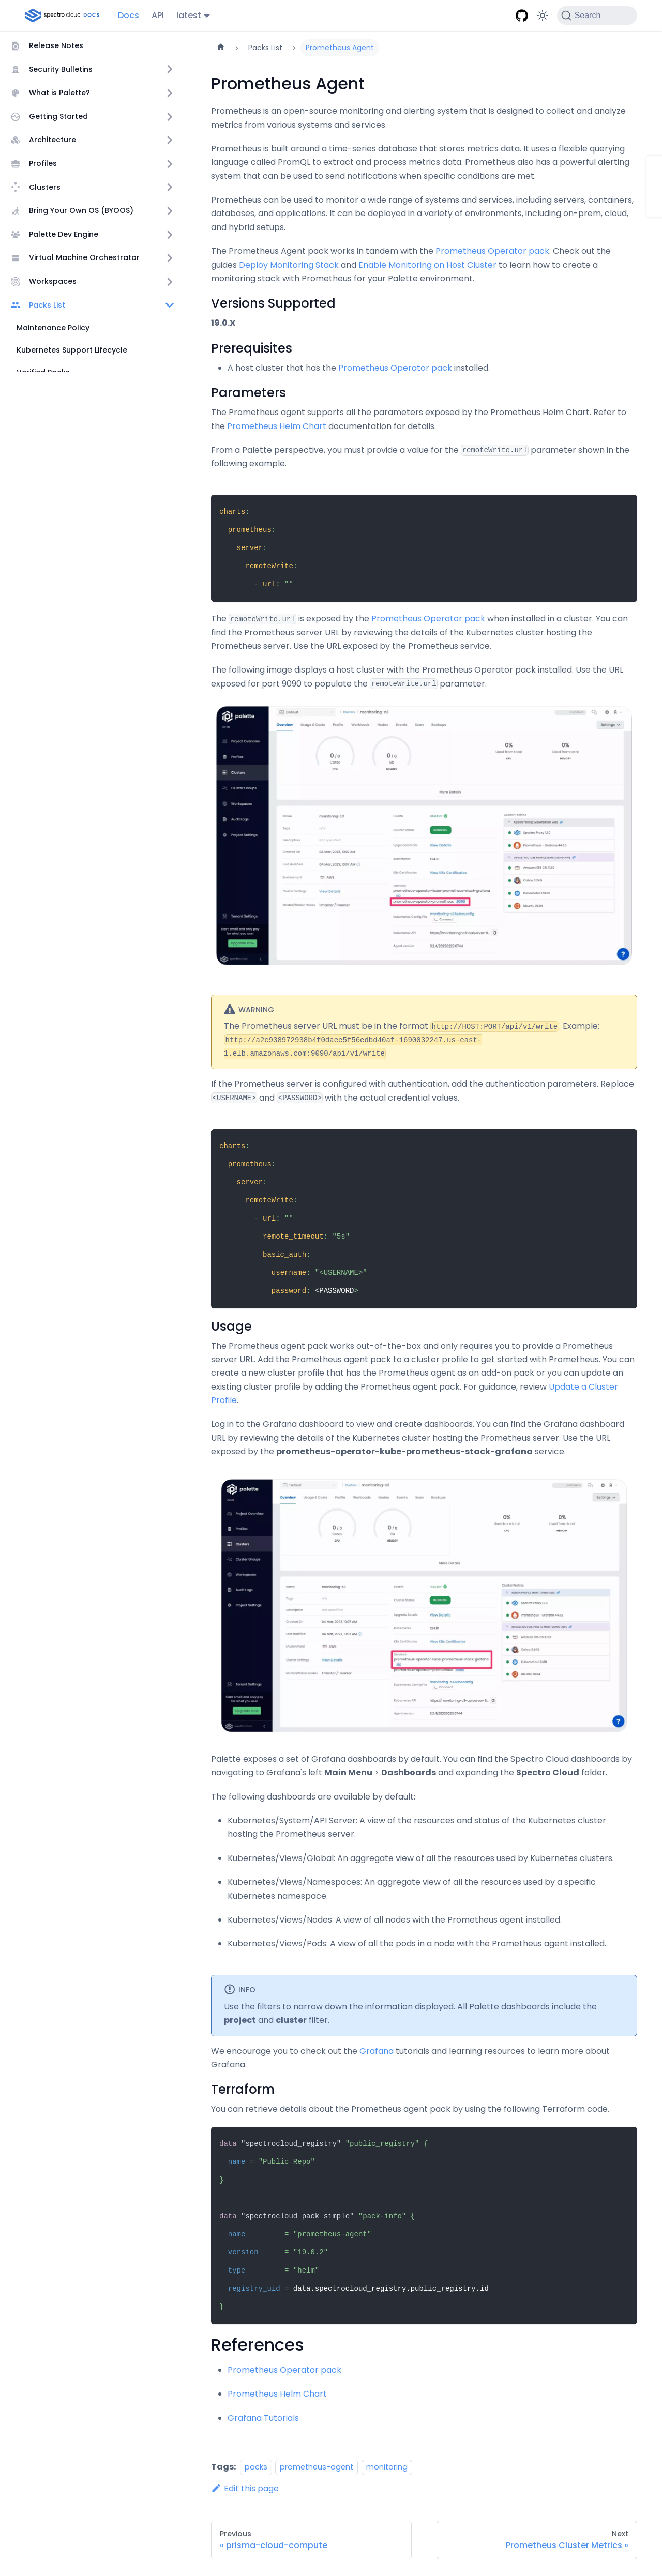 spectro cloud DOCS
Docs
API
latest
Search
Release Notes
Security Bulletins
What is Palette?
Getting Started
Architecture
Profiles
Clusters
Bring Your Own OS (BYOOS)
Palette Dev Engine
Virtual Machine Orchestrator
Workspaces
Packs List
Maintenance Policy
Kubernetes Support Lifecycle
Verified Packs
Packs List
Prometheus Agent
Prometheus Agent
Prometheus is an open-source monitoring and alerting system that is designed to collect and analyze
metrics from various systems and services.
Prometheus is built around a time-series database that stores metrics data. It uses a flexible querying
language called PromQL to extract and process metrics data. Prometheus also has a powerful alerting
system that can be used to send notifications when specific conditions are met.
Prometheus can be used to monitor a wide range of systems and services, including servers, containers,
databases, and applications. It can be deployed in a variety of environments, including on-prem, cloud,
and hybrid setups.
The Prometheus Agent pack works in tandem with the Prometheus Operator pack. Check out the
guides Deploy Monitoring Stack and Enable Monitoring on Host Cluster to learn how to create a
monitoring stack with Prometheus for your Palette environment.
Versions Supported
19.0.X
Prerequisites
A host cluster that has the Prometheus Operator pack installed.
Parameters
The Prometheus agent supports all the parameters exposed by the Prometheus Helm Chart. Refer to
the Prometheus Helm Chart documentation for details.
From a Palette perspective, you must provide a value for the remoteWrite.url parameter shown in the
following example.
charts:
prometheus:
server:
remoteWrite:
- url: ""
The remoteWrite.url is exposed by the Prometheus Operator pack when installed in a cluster. You can
find the Prometheus server URL by reviewing the details of the Kubernetes cluster hosting the
Prometheus server. Use the URL exposed by the Prometheus service.
The following image displays a host cluster with the Prometheus Operator pack installed. Use the URL
exposed for port 9090 to populate the remoteWrite.url parameter.
palette
Project Overview
Profiles
Clusters
Cluster Groups
Workspaces
Audit Logs
Project Settings
Overview
More Details
WARNING
The Prometheus server URL must be in the format http://HOST:PORT/api/v1/write. Example:
http://a2c938972938b4f0daee5f56edbd40af-1690032247.us-east-
1.elb.amazonaws.com:9090/api/v1/write
If the Prometheus server is configured with authentication, add the authentication parameters. Replace
<USERNAME> and <PASSWORD> with the actual credential values.
charts:
prometheus:
server:
remoteWrite:
- url: ""
remote_timeout: "5s"
basic_auth:
username: "<USERNAME>"
password: <PASSWORD>
Usage
The Prometheus agent pack works out-of-the-box and only requires you to provide a Prometheus
server URL. Add the Prometheus agent pack to a cluster profile to get started with Prometheus. You can
create a new cluster profile that has the Prometheus agent as an add-on pack or you can update an
existing cluster profile by adding the Prometheus agent pack. For guidance, review Update a Cluster
Profile.
Log in to the Grafana dashboard to view and create dashboards. You can find the Grafana dashboard
URL by reviewing the details of the Kubernetes cluster hosting the Prometheus server. Use the URL
exposed by the prometheus-operator-kube-prometheus-stack-grafana service.
palette
Project Overview
Profiles
Clusters
Cluster Groups
Workspaces
Audit Logs
Project Settings
Overview
More Details
Palette exposes a set of Grafana dashboards by default. You can find the Spectro Cloud dashboards by
navigating to Grafana's left Main Menu > Dashboards and expanding the Spectro Cloud folder.
The following dashboards are available by default:
Kubernetes/System/API Server: A view of the resources and status of the Kubernetes cluster
hosting the Prometheus server.
Kubernetes/Views/Global: An aggregate view of all the resources used by Kubernetes clusters.
Kubernetes/Views/Namespaces: An aggregate view of all the resources used by a specific
Kubernetes namespace.
Kubernetes/Views/Nodes: A view of all nodes with the Prometheus agent installed.
Kubernetes/Views/Pods: A view of all the pods in a node with the Prometheus agent installed.
INFO
Use the filters to narrow down the information displayed. All Palette dashboards include the
project and cluster filter.
We encourage you to check out the Grafana tutorials and learning resources to learn more about
Grafana.
Terraform
You can retrieve details about the Prometheus agent pack by using the following Terraform code.
data "spectrocloud_registry" "public_registry" {
name = "Public Repo"
}
data "spectrocloud_pack_simple" "pack-info" {
name = "prometheus-agent"
version = "19.0.2"
type = "helm"
registry_uid = data.spectrocloud_registry.public_registry.id
}
References
Prometheus Operator pack
Prometheus Helm Chart
Grafana Tutorials
Tags: packs prometheus-agent monitoring
Edit this page
Previous
« prisma-cloud-compute
Next
Prometheus Cluster Metrics »